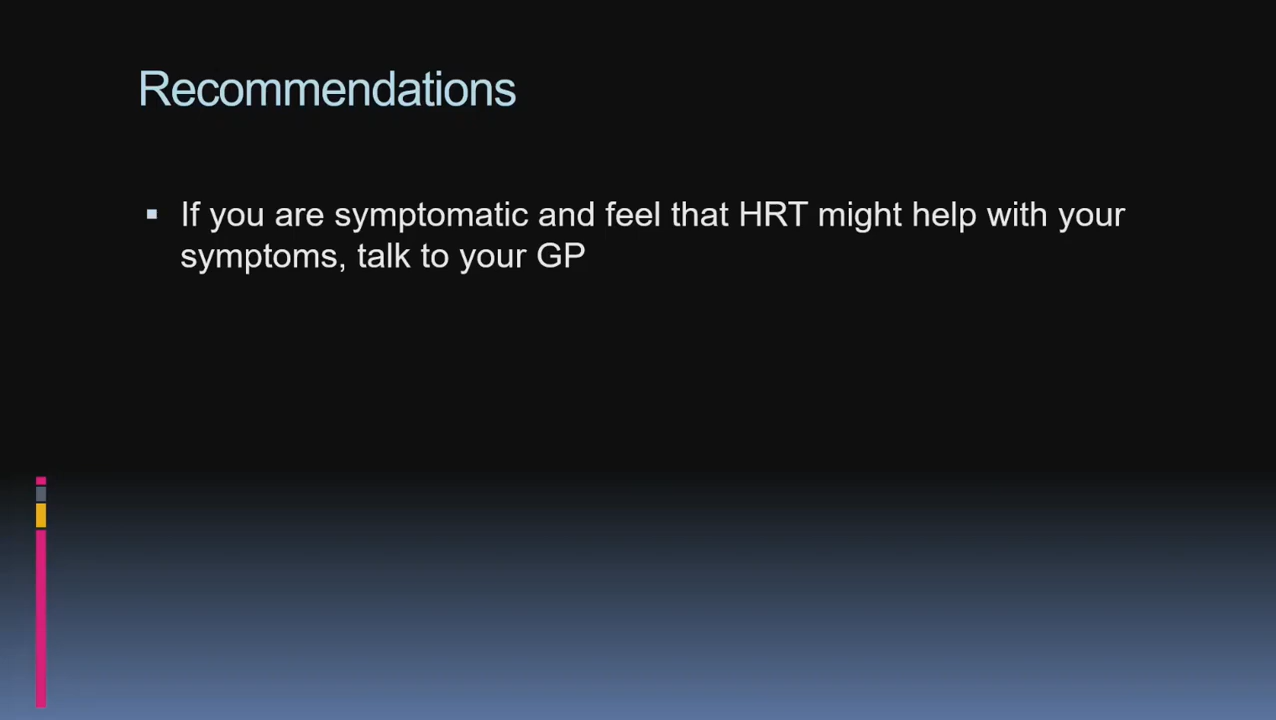 Recommendations
▪ If you are symptomatic and feel that HRT might help with your
symptoms, talk to your GP